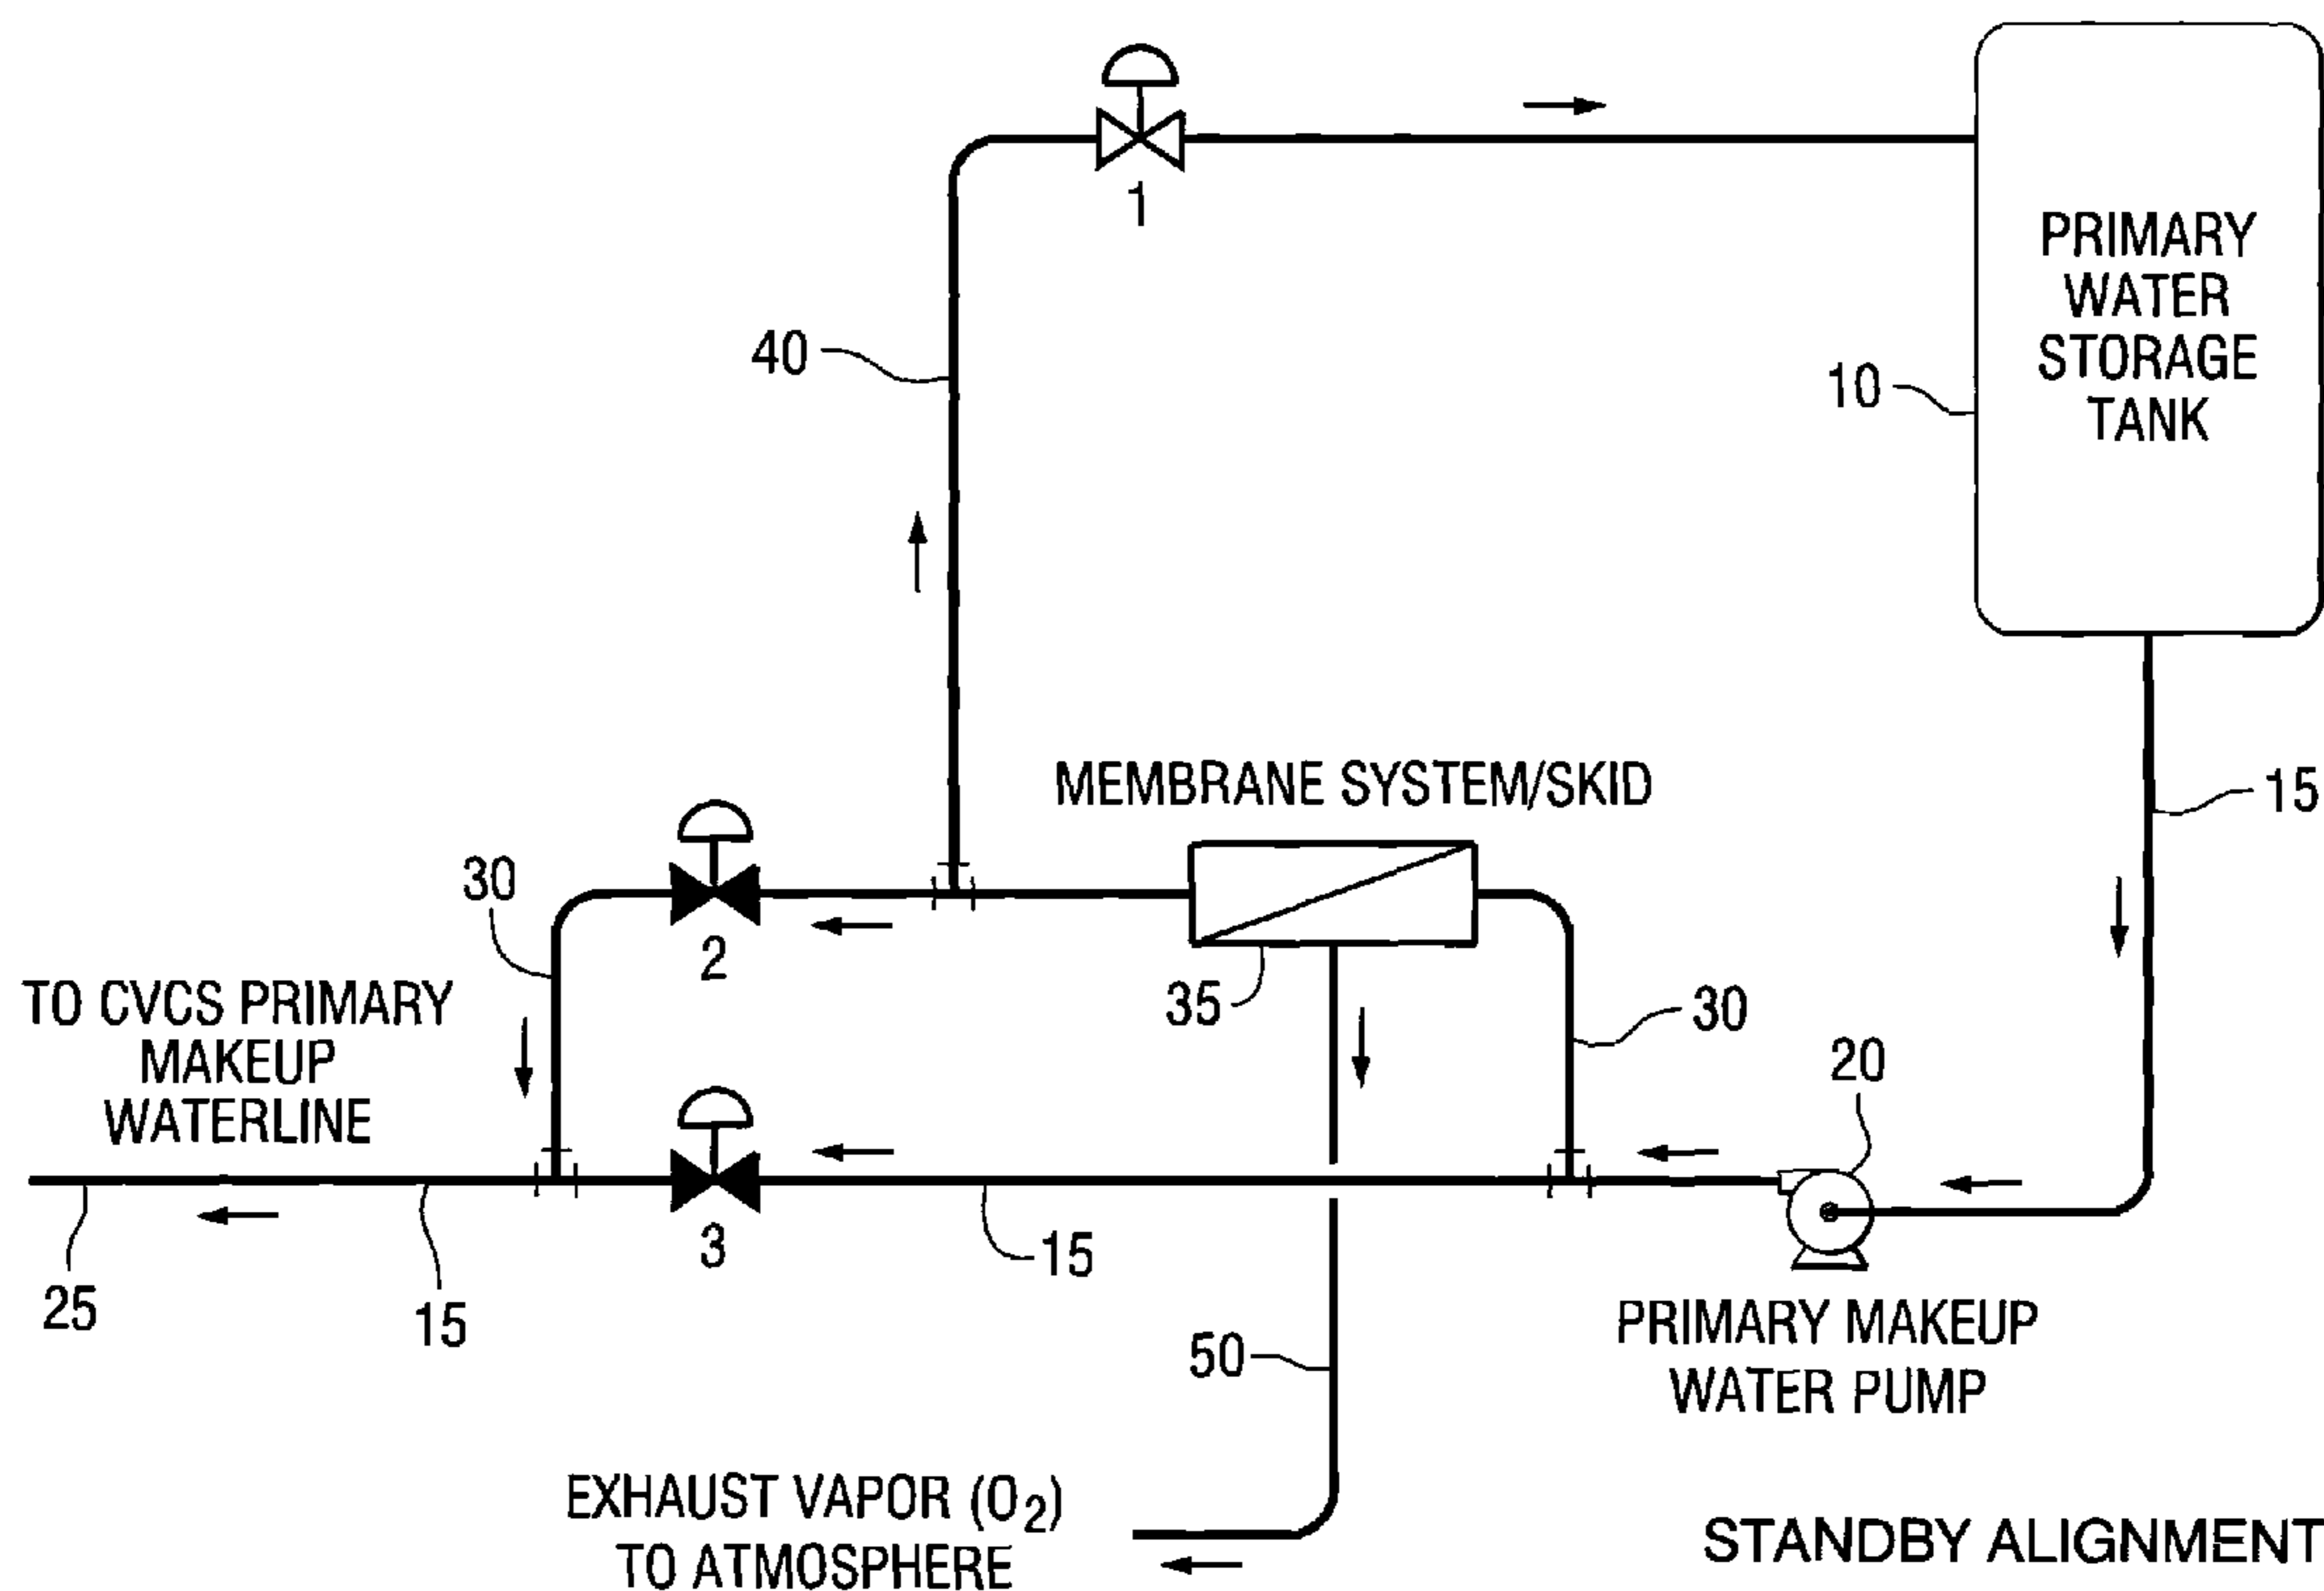 1
PRIMARY
WATER
STORAGE
TANK
40
10
MEMBRANE SYSTEM/SKID
15
30
2
35
30
TO CVCS PRIMARY
MAKEUP
WATERLINE
20
3
15
25
15
PRIMARY MAKEUP
WATER PUMP
50
EXHAUST VAPOR (O₂)
TO ATMOSPHERE
STANDBY ALIGNMENT